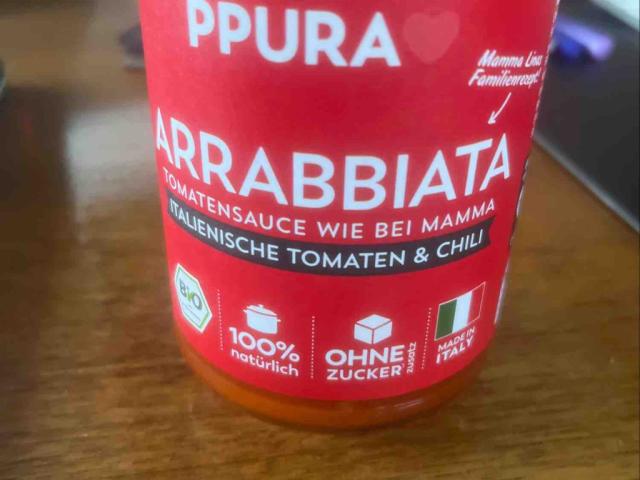 PPURA
Mamma Linas
Familienrezept!
ARRABBIATA
TOMATENSAUCE WIE BEI MAMMA
ITALIENISCHE TOMATEN & CHILI
BIO
100%
natürlich
OHNE
ZUCKER
zusatz
MADE IN
ITALY